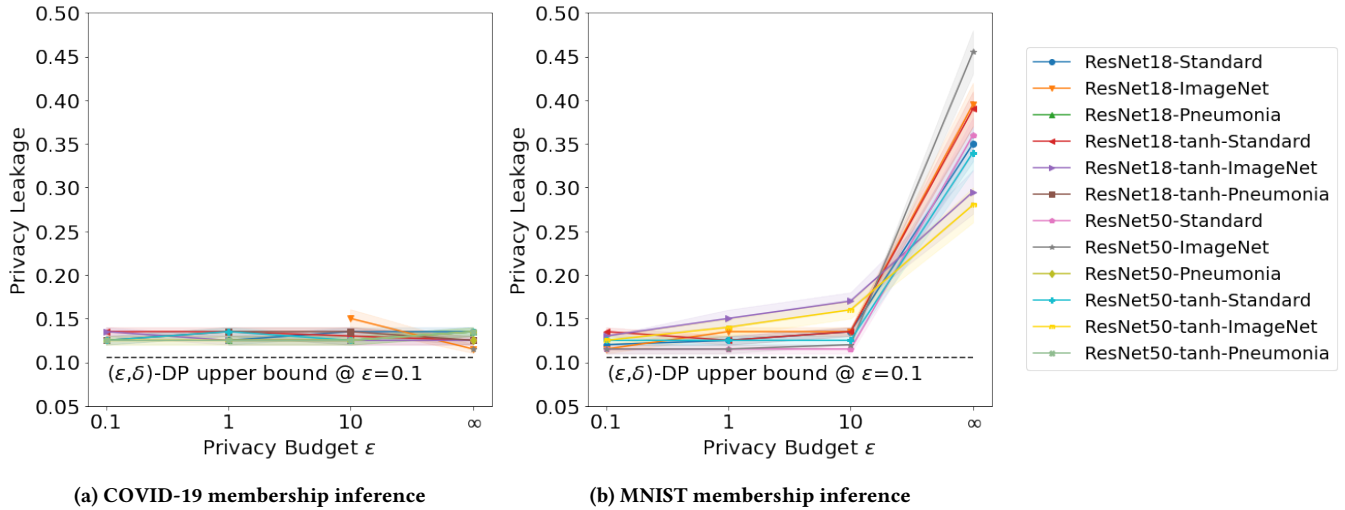 0.50
0.45
0.40
0.35
0.30
0.25
0.20
0.15
0.10
0.05
Privacy Leakage
(ε,δ)-DP upper bound @ ε=0.1
0.1 1 10 ∞
Privacy Budget ε
(a) COVID-19 membership inference
0.50
0.45
0.40
0.35
0.30
0.25
0.20
0.15
0.10
0.05
Privacy Leakage
(ε,δ)-DP upper bound @ ε=0.1
0.1 1 10 ∞
Privacy Budget ε
(b) MNIST membership inference
ResNet18-Standard
ResNet18-ImageNet
ResNet18-Pneumonia
ResNet18-tanh-Standard
ResNet18-tanh-ImageNet
ResNet18-tanh-Pneumonia
ResNet50-Standard
ResNet50-ImageNet
ResNet50-Pneumonia
ResNet50-tanh-Standard
ResNet50-tanh-ImageNet
ResNet50-tanh-Pneumonia